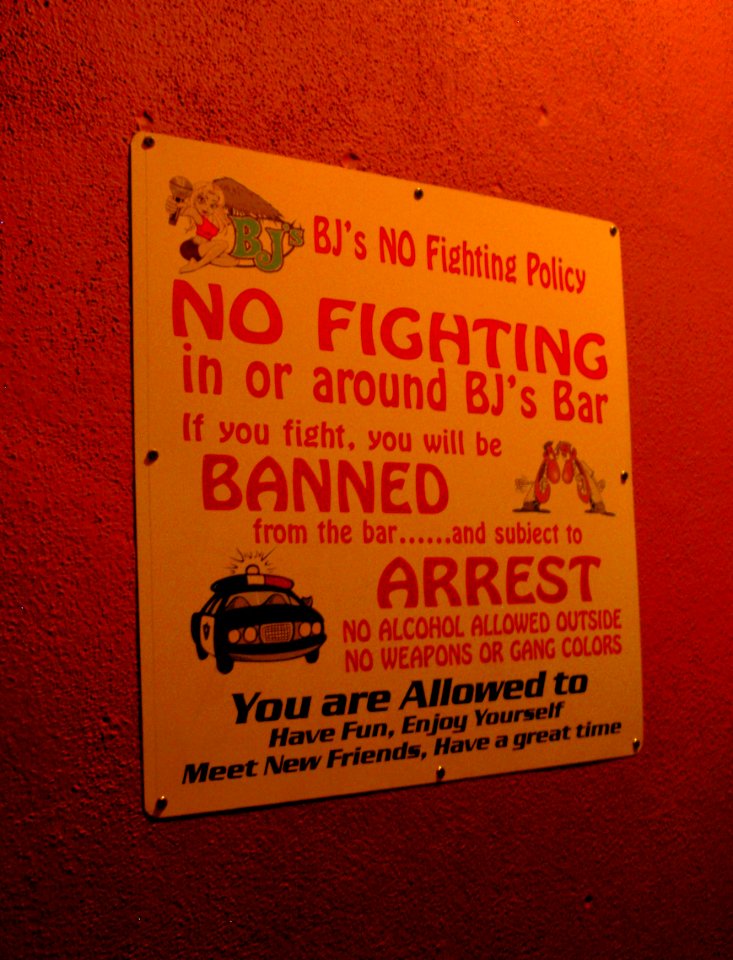 BJ's
BJ's NO Fighting Policy
NO FIGHTING
in or around BJ's Bar
If you fight, you will be
BANNED
from the bar......and subject to
ARREST
NO ALCOHOL ALLOWED OUTSIDE
NO WEAPONS OR GANG COLORS
You are Allowed to
Have Fun, Enjoy Yourself
Meet New Friends, Have a great time